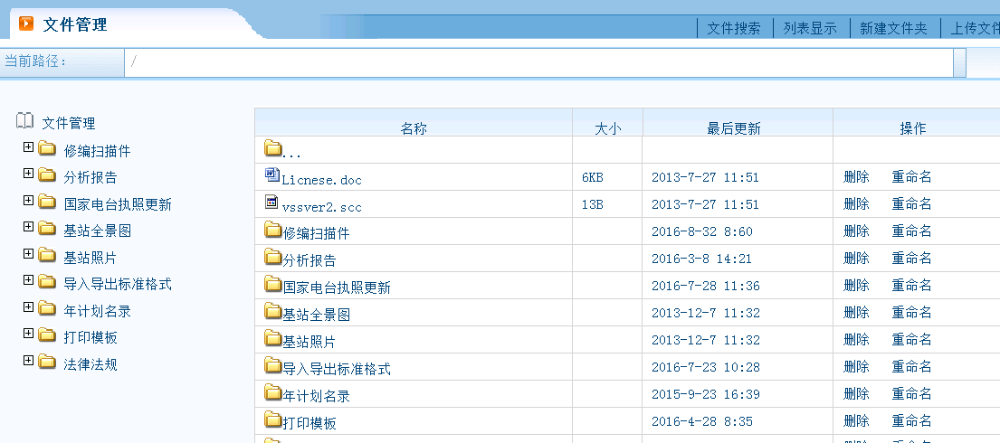 文件管理
文件搜索 列表显示 新建文件夹 上传文件
当前路径： /
文件管理
修编扫描件
分析报告
国家电台执照更新
基站全景图
基站照片
导入导出标准格式
年计划名录
打印模板
法律法规
名称 大小 最后更新 操作
...
Licnese.doc 6KB 2013-7-27 11:51 删除 重命名
vssver2.scc 13B 2013-7-27 11:51 删除 重命名
修编扫描件 2016-8-32 8:60 删除 重命名
分析报告 2016-3-8 14:21 删除 重命名
国家电台执照更新 2016-7-28 11:36 删除 重命名
基站全景图 2013-12-7 11:32 删除 重命名
基站照片 2013-12-7 11:32 删除 重命名
导入导出标准格式 2016-7-23 10:28 删除 重命名
年计划名录 2015-9-23 16:39 删除 重命名
打印模板 2016-4-28 8:35 删除 重命名